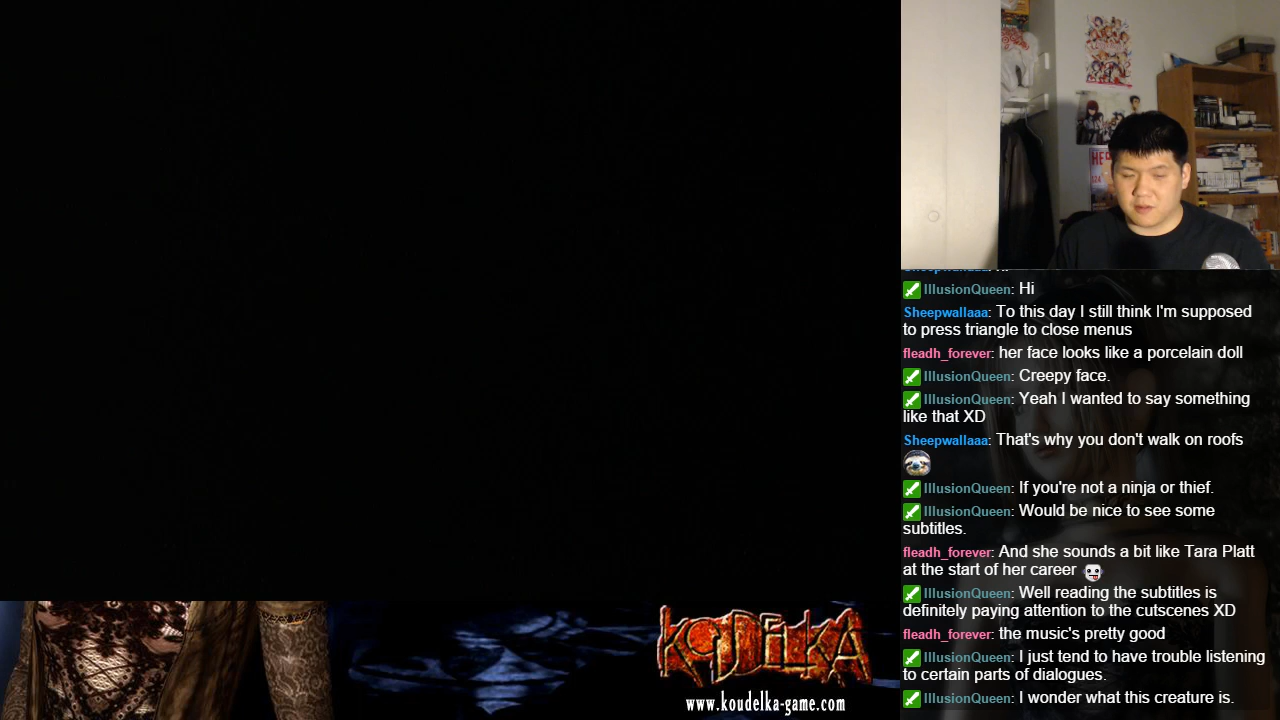 HE
IllusionQueen: Hi
Sheepwallaaa: To this day I still think I'm supposed
to press triangle to close menus
fleadh_forever: her face looks like a porcelain doll
IllusionQueen: Creepy face.
IllusionQueen: Yeah I wanted to say something
like that XD
Sheepwallaaa: That's why you don't walk on roofs
IllusionQueen: If you're not a ninja or thief.
IllusionQueen: Would be nice to see some
subtitles.
fleadh_forever: And she sounds a bit like Tara Platt
at the start of her career
IllusionQueen: Well reading the subtitles is
definitely paying attention to the cutscenes XD
fleadh_forever: the music's pretty good
IllusionQueen: I just tend to have trouble listening
to certain parts of dialogues.
IllusionQueen: I wonder what this creature is.
KOUDELKA
www.koudelka-game.com